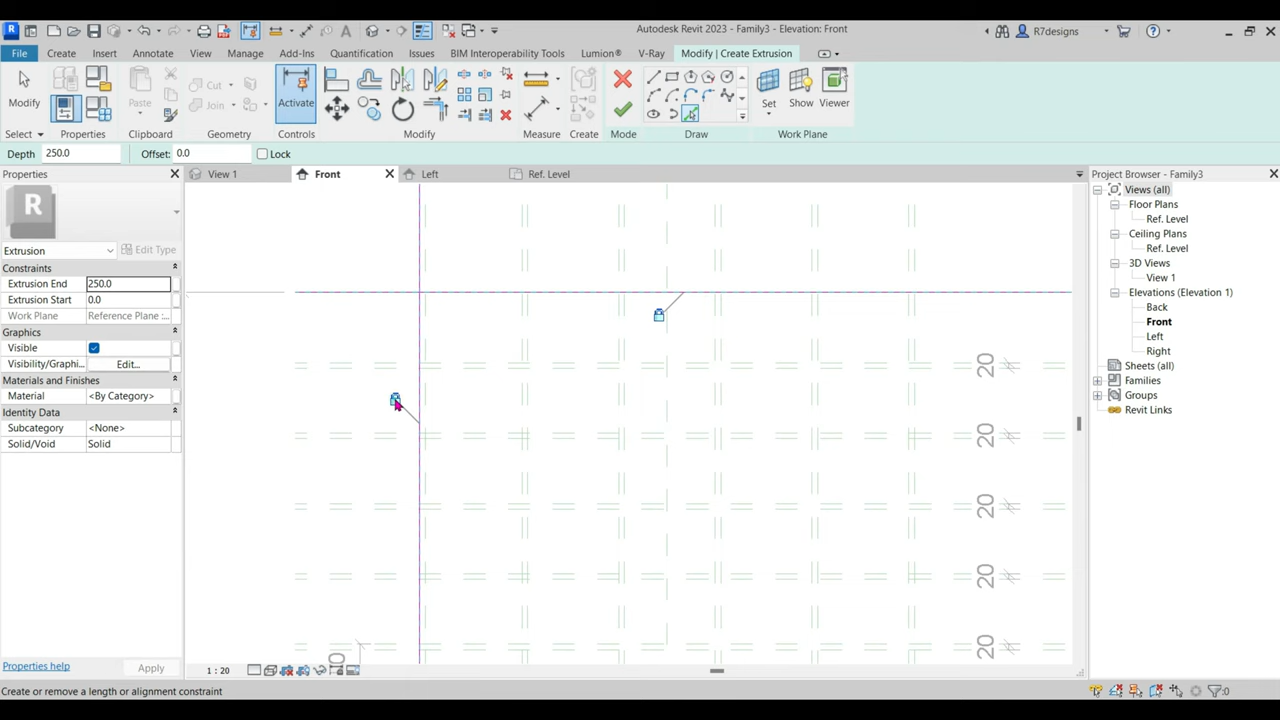 Autodesk Revit 2023 - Family3 - Elevation: Front
R7designs
File Create Insert Annotate View Manage Add-Ins Quantification Issues BIM Interoperability Tools Lumion® V-Ray Modify | Create Extrusion
Modify
Paste
Cut
Join
Activate
Set Show Viewer
Select Properties Clipboard Geometry Controls Modify Measure Create Mode Draw Work Plane
Depth 250.0 Offset: 0.0 Lock
Properties
View 1 Front Left Ref. Level
Project Browser - Family3
R
Extrusion Edit Type
Constraints
Extrusion End 250.0
Extrusion Start 0.0
Work Plane Reference Plane : ...
Graphics
Visible
Visibility/Graphi... Edit...
Materials and Finishes
Material <By Category>
Identity Data
Subcategory <None>
Solid/Void Solid
Properties help Apply
20
20
20
20
20
1 : 20
Views (all)
Floor Plans
Ref. Level
Ceiling Plans
Ref. Level
3D Views
View 1
Elevations (Elevation 1)
Back
Front
Left
Right
Sheets (all)
Families
Groups
Revit Links
Create or remove a length or alignment constraint
:0